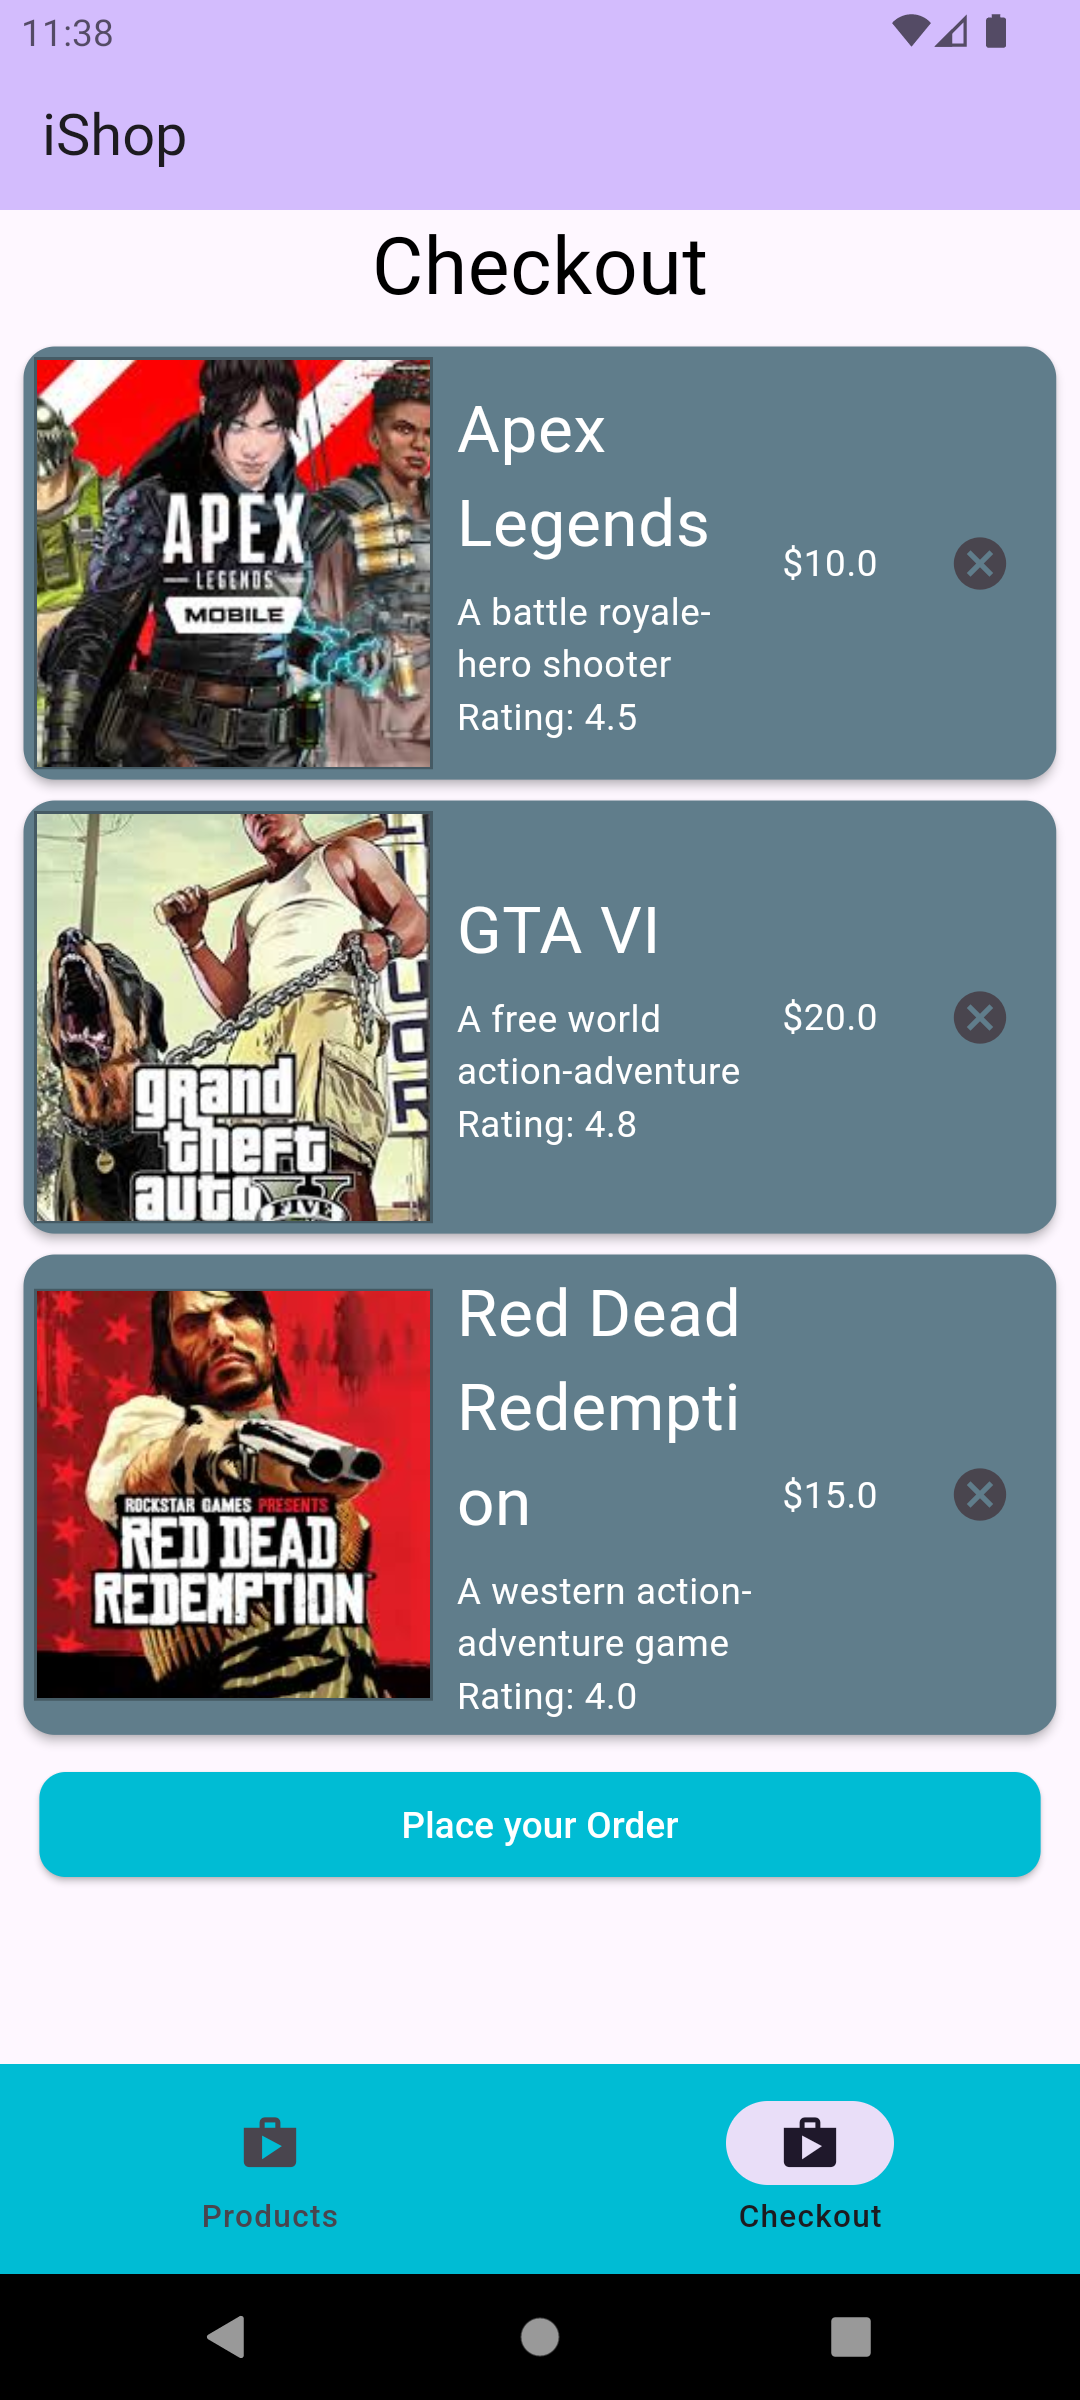 11:38
iShop
Checkout
APEX
LEGENDS
MOBILE
Apex
Legends
A battle royale-
hero shooter
Rating: 4.5
$10.0
grand
theft
auto V
FIVE
GTA VI
A free world
action-adventure
Rating: 4.8
$20.0
ROCKSTAR GAMES PRESENTS
RED DEAD
REDEMPTION
Red Dead
Redempti
on
A western action-
adventure game
Rating: 4.0
$15.0
Place your Order
Products
Checkout